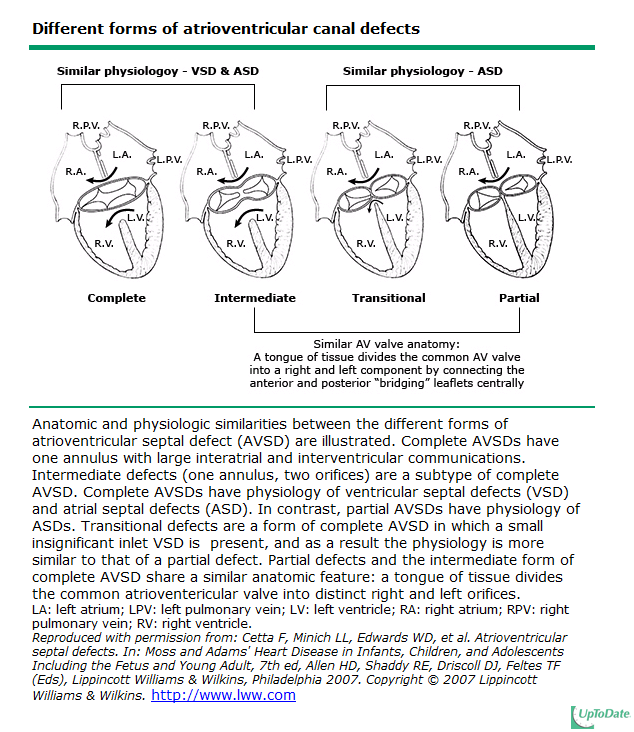 Different forms of atrioventricular canal defects
Similar physiologoy - VSD & ASD
Similar physiologoy - ASD
R.P.V.
L.A.
R.A.
L.P.V.
L.V.
R.V.
R.P.V.
L.A.
R.A.
L.P.V.
L.V.
R.V.
R.P.V.
L.A.
R.A.
L.P.V.
L.V.
R.V.
R.P.V.
L.A.
R.A.
L.P.V.
L.V.
R.V.
Complete
Intermediate
Transitional
Partial
Similar AV valve anatomy:
A tongue of tissue divides the common AV valve
into a right and left component by connecting the
anterior and posterior “bridging” leaflets centrally
Anatomic and physiologic similarities between the different forms of
atrioventricular septal defect (AVSD) are illustrated. Complete AVSDs have
one annulus with large interatrial and interventricular communications.
Intermediate defects (one annulus, two orifices) are a subtype of complete
AVSD. Complete AVSDs have physiology of ventricular septal defects (VSD)
and atrial septal defects (ASD). In contrast, partial AVSDs have physiology of
ASDs. Transitional defects are a form of complete AVSD in which a small
insignificant inlet VSD is present, and as a result the physiology is more
similar to that of a partial defect. Partial defects and the intermediate form of
complete AVSD share a similar anatomic feature: a tongue of tissue divides
the common atrioventericular valve into distinct right and left orifices.
LA: left atrium; LPV: left pulmonary vein; LV: left ventricle; RA: right atrium; RPV: right
pulmonary vein; RV: right ventricle.
Reproduced with permission from: Cetta F, Minich LL, Edwards WD, et al. Atrioventricular
septal defects. In: Moss and Adams' Heart Disease in Infants, Children, and Adolescents
Including the Fetus and Young Adult, 7th ed, Allen HD, Shaddy RE, Driscoll DJ, Feltes TF
(Eds), Lippincott Williams & Wilkins, Philadelphia 2007. Copyright © 2007 Lippincott
Williams & Wilkins. http://www.lww.com
UpToDate